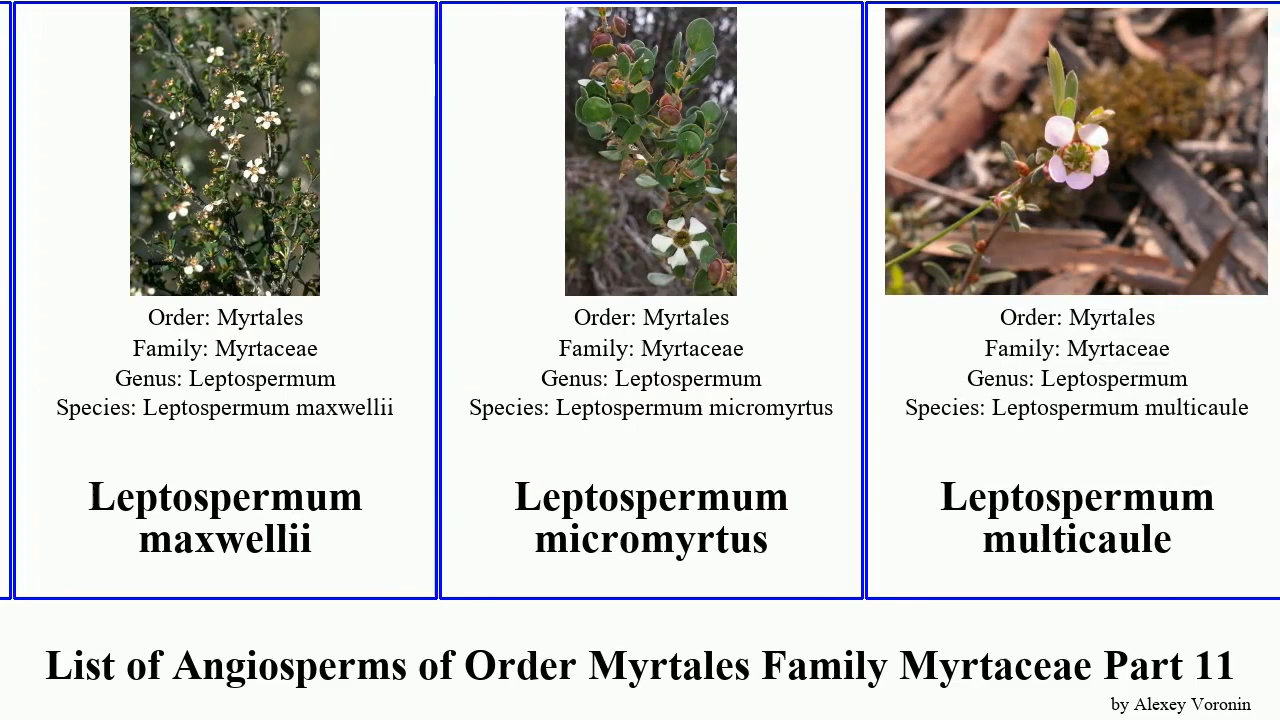 Order: Myrtales
Family: Myrtaceae
Genus: Leptospermum
Species: Leptospermum maxwellii
Leptospermum
maxwellii
Order: Myrtales
Family: Myrtaceae
Genus: Leptospermum
Species: Leptospermum micromyrtus
Leptospermum
micromyrtus
Order: Myrtales
Family: Myrtaceae
Genus: Leptospermum
Species: Leptospermum multicaule
Leptospermum
multicaule
List of Angiosperms of Order Myrtales Family Myrtaceae Part 11
by Alexey Voronin